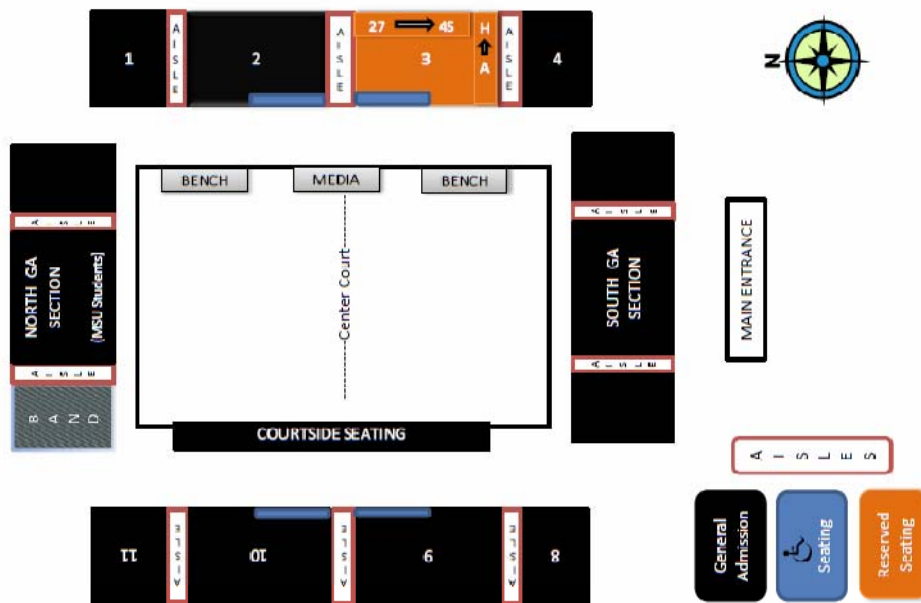 27 45 H
A
1
AISLE
2
AISLE
3
AISLE
4
N
BENCH
MEDIA
BENCH
AISLE
NORTH GA
SECTION
(MSU Students)
AISLE
BAND
Center Court
AISLE
SOUTH GA
SECTION
AISLE
MAIN ENTRANCE
COURTSIDE SEATING
AISLES
11
AISLE
10
AISLE
9
AISLE
8
General
Admission
Seating
Reserved
Seating